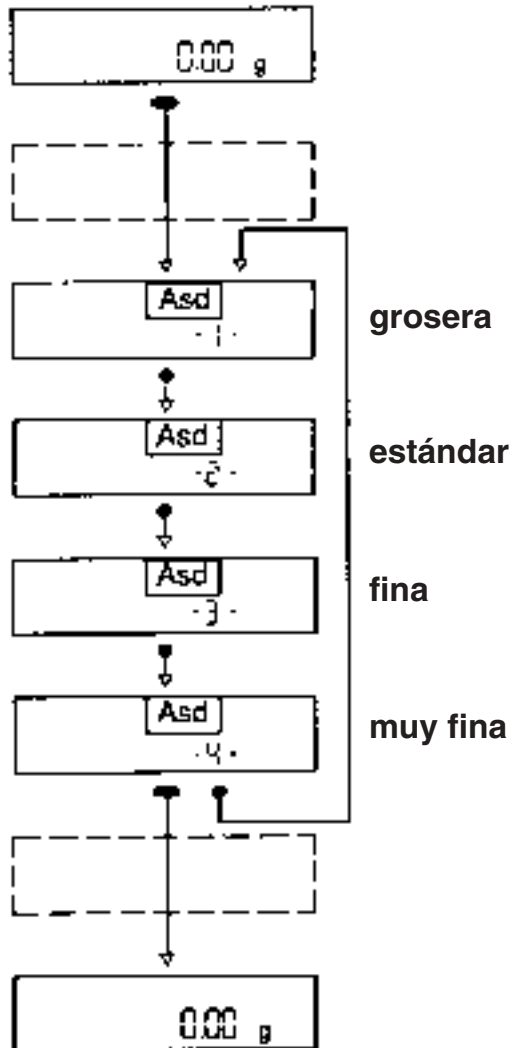 0.00 g
Asd
-1-
grosera
Asd
-2-
estándar
Asd
-3-
fina
Asd
-4-
muy fina
0.00 g